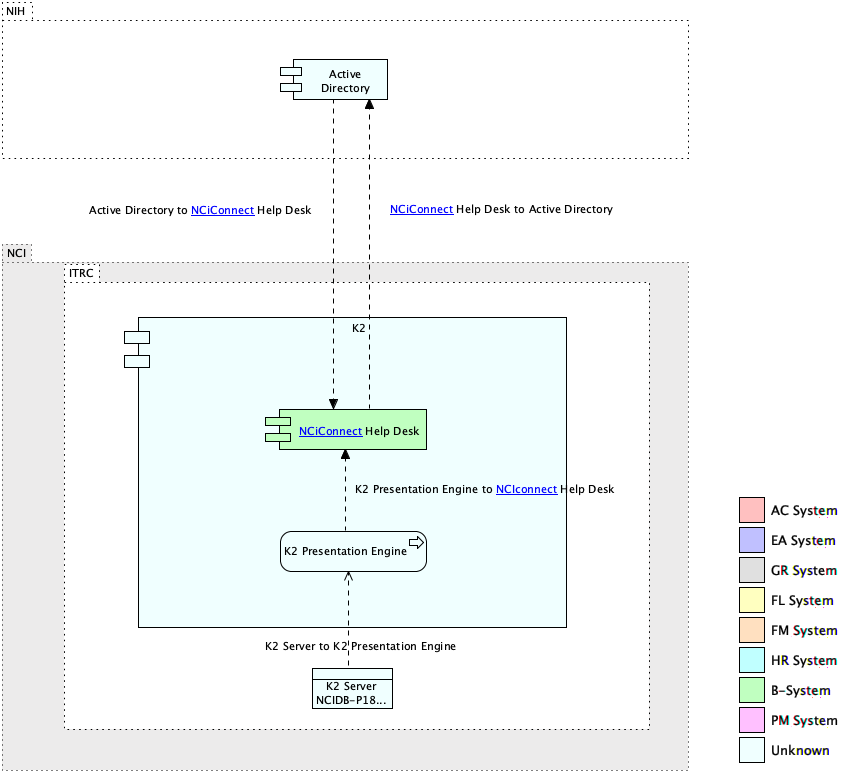 NIH
Active
Directory
Active Directory to NCiConnect Help Desk
NCiConnect Help Desk to Active Directory
NCI
ITRC
K2
NCiConnect Help Desk
K2 Presentation Engine to NCIconnect Help Desk
K2 Presentation Engine
K2 Server to K2 Presentation Engine
K2 Server
NCIDB-P18...
AC System
EA System
GR System
FL System
FM System
HR System
B-System
PM System
Unknown